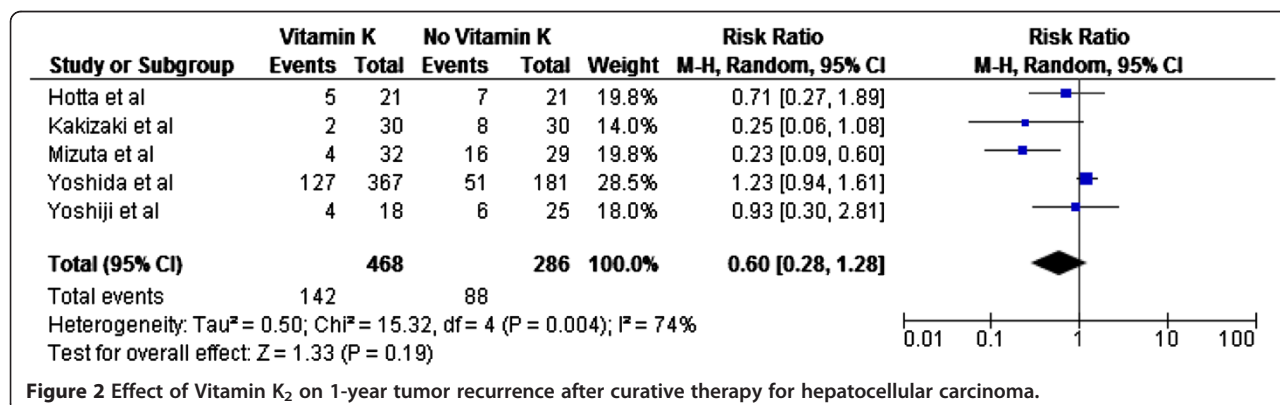 Vitamin K No Vitamin K Risk Ratio Risk Ratio
Study or Subgroup Events Total Events Total Weight M-H, Random, 95% CI M-H, Random, 95% CI
Hotta et al 5 21 7 21 19.8% 0.71 [0.27, 1.89]
Kakizaki et al 2 30 8 30 14.0% 0.25 [0.06, 1.08]
Mizuta et al 4 32 16 29 19.8% 0.23 [0.09, 0.60]
Yoshida et al 127 367 51 181 28.5% 1.23 [0.94, 1.61]
Yoshiji et al 4 18 6 25 18.0% 0.93 [0.30, 2.81]
Total (95% CI) 468 286 100.0% 0.60 [0.28, 1.28]
Total events 142 88
Heterogeneity: Tau² = 0.50; Chi² = 15.32, df = 4 (P = 0.004); I² = 74%
Test for overall effect: Z = 1.33 (P = 0.19)
0.01 0.1 1 10 100
Figure 2 Effect of Vitamin K₂ on 1-year tumor recurrence after curative therapy for hepatocellular carcinoma.